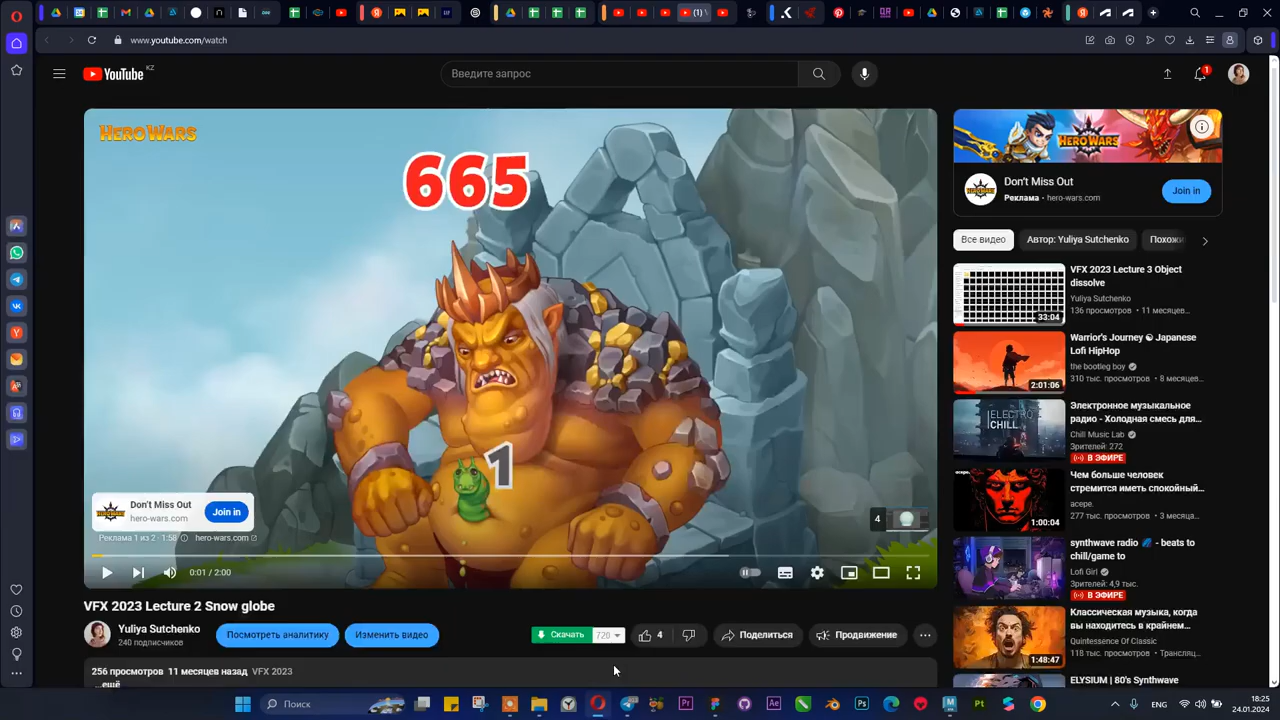 www.youtube.com/watch
YouTube KZ
Введите запрос
1
HERO WARS
665
1
Don't Miss Out
hero-wars.com
Join in
4
Реклама 1 из 2 · 1:58
hero-wars.com
0:01 / 2:00
VFX 2023 Lecture 2 Snow globe
Yuliya Sutchenko
240 подписчиков
Посмотреть аналитику
Изменить видео
Скачать
720
4
Поделиться
Продвижение
256 просмотров 11 месяцев назад VFX 2023
...ещё
HERO WARS
Don't Miss Out
Реклама · hero-wars.com
Join in
Все видео
Автор: Yuliya Sutchenko
Похожи
VFX 2023 Lecture 3 Object
dissolve
Yuliya Sutchenko
136 просмотров · 11 месяцев...
33:04
Warrior's Journey Japanese
Lofi HipHop
the bootleg boy
310 тыс. просмотров · 8 месяцев...
2:01:06
ELECTRO
CHILL
Электронное музыкальное
радио - Холодная смесь для...
Chill Music Lab
Зрителей: 272
В ЭФИРЕ
acepe.
Чем больше человек
стремится иметь спокойный...
acepe.
277 тыс. просмотров · 3 месяца...
1:00:04
synthwave radio - beats to
chill/game to
Lofi Girl
Зрителей: 4,9 тыс.
В ЭФИРЕ
Классическая музыка, когда
вы находитесь в крайнем...
Quintessence Of Classic
118 тыс. просмотров · Трансляц...
1:48:47
ELYSIUM | 80's Synthwave
Поиск
Pr
Ae
Pt
ENG
18:25
24.01.2024